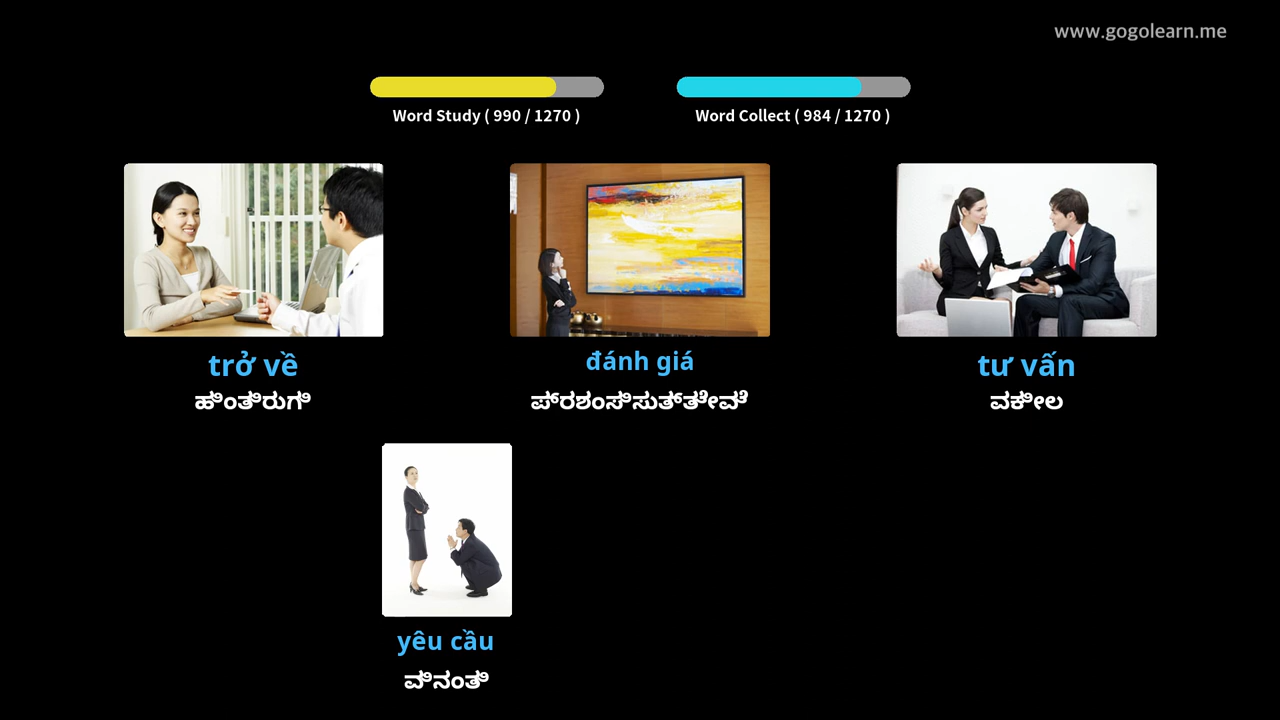 www.gogolearn.me
Word Study ( 990 / 1270 )
Word Collect ( 984 / 1270 )
trở về
ಹಿಂತಿರುಗಿ
đánh giá
ಪ್ರಶಂಸಿಸುತ್ತೇವೆ
tư vấn
ವಕೀಲ
yêu cầu
ವಿನಂತಿ